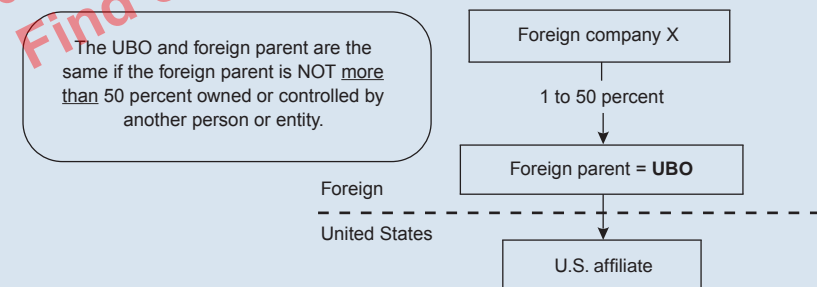 Find
The UBO and foreign parent are the
same if the foreign parent is NOT more
than 50 percent owned or controlled by
another person or entity.
Foreign company X
1 to 50 percent
Foreign parent = UBO
Foreign
United States
U.S. affiliate